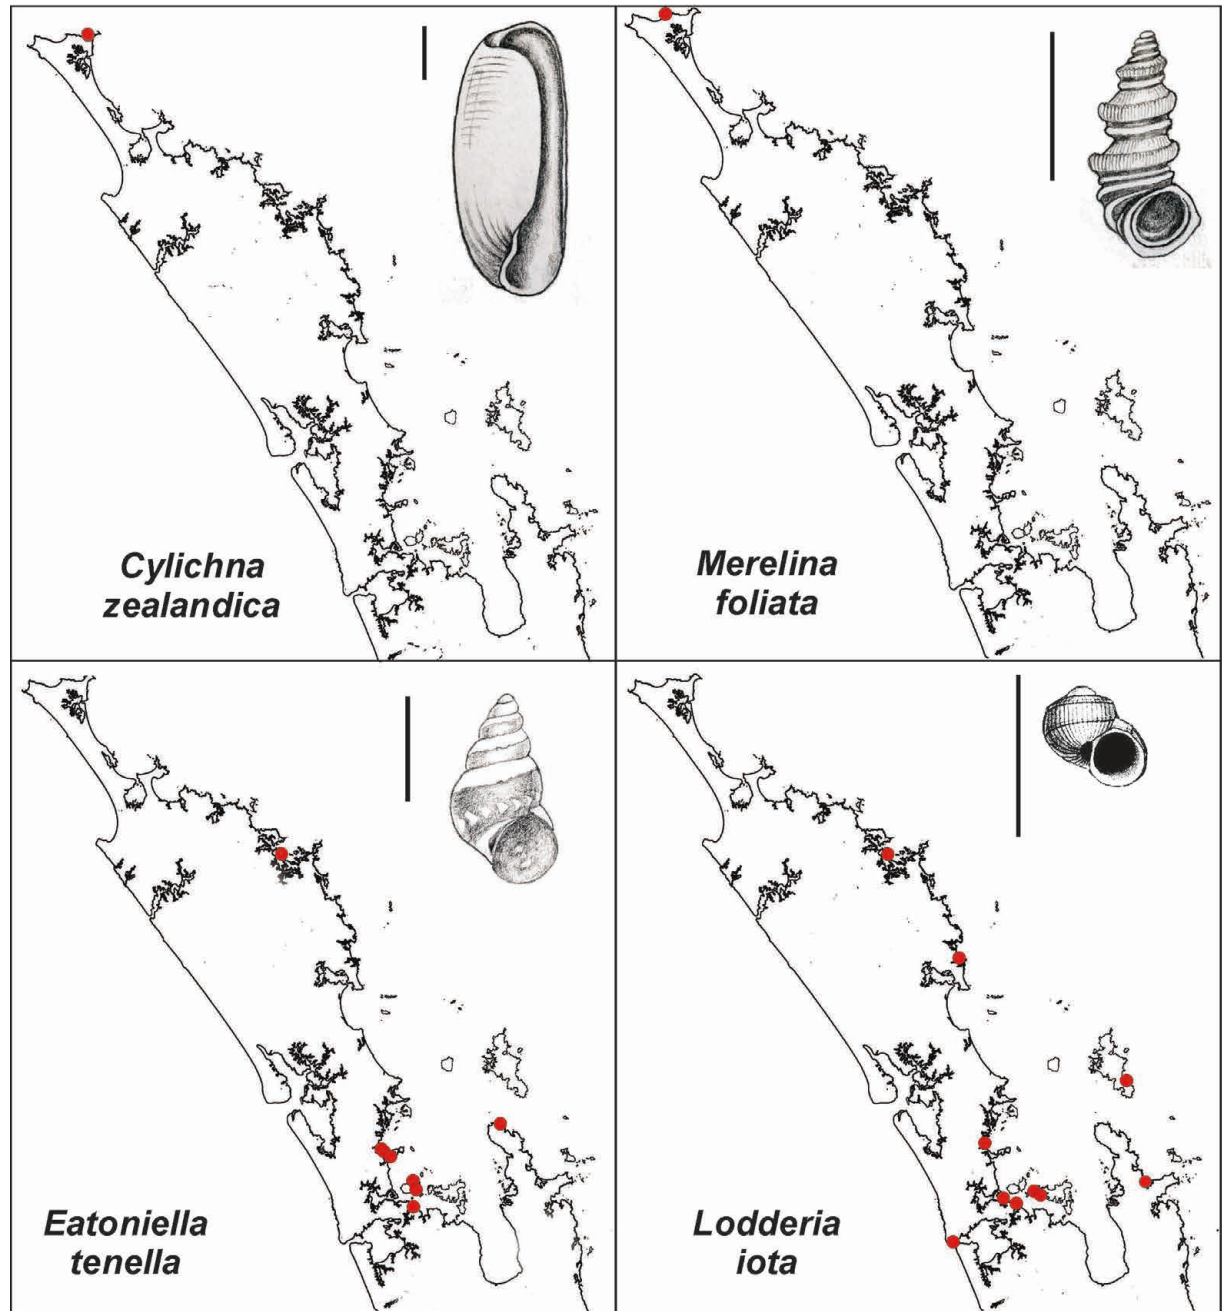 Cylichna
zealandica
Merelina
foliata
Eatoniella
tenella
Lodderia
iota